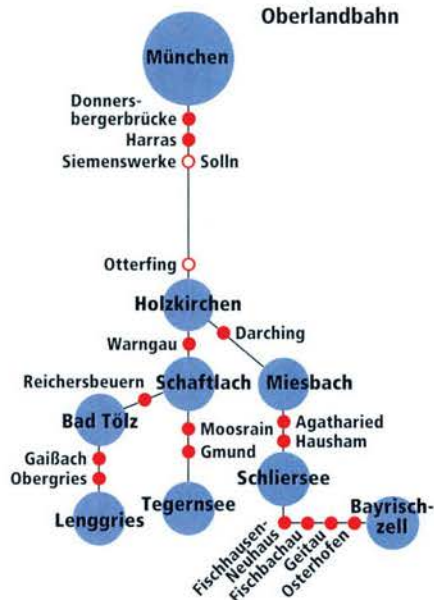 Oberlandbahn
München
Donners-
bergerbrücke
Harras
Siemenswerke Solln
Otterfing
Holzkirchen
Darching
Warngau
Reichersbeuern
Schaftlach
Miesbach
Bad Tölz
Moosrain
Agatharied
Gmund
Hausham
Gaißach
Obergries
Schliersee
Lenggries
Tegernsee
Bayrisch-
zell
Fischhausen-
Neuhaus
Fischbachau
Geitau
Osterhofen